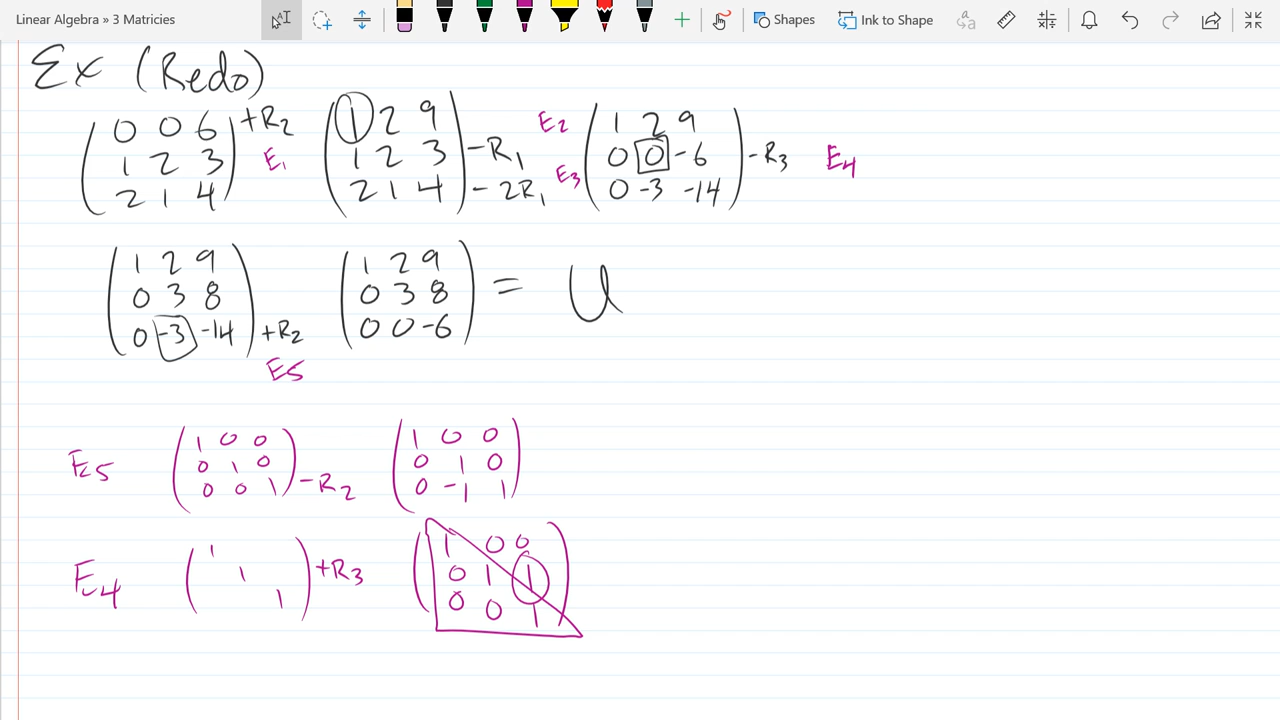 Linear Algebra » 3 Matricies
Shapes
Ink to Shape
Ex (Redo)
0 0 6 +R2
1 2 3 E1
2 1 4
1 2 9
1 2 3 -R1
2 1 4 - 2R1
E2
E3
1 2 9
0 0 -6 -R3
0 -3 -14
E4
1 2 9
0 3 8
0 -3 -14 +R2
E5
1 2 9
0 3 8
0 0 -6
= U
E5
1 0 0
0 1 0
0 0 1 -R2
1 0 0
0 1 0
0 -1 1
E4
1
1
1
+R3
1 0 0
0 1 1
0 0 1